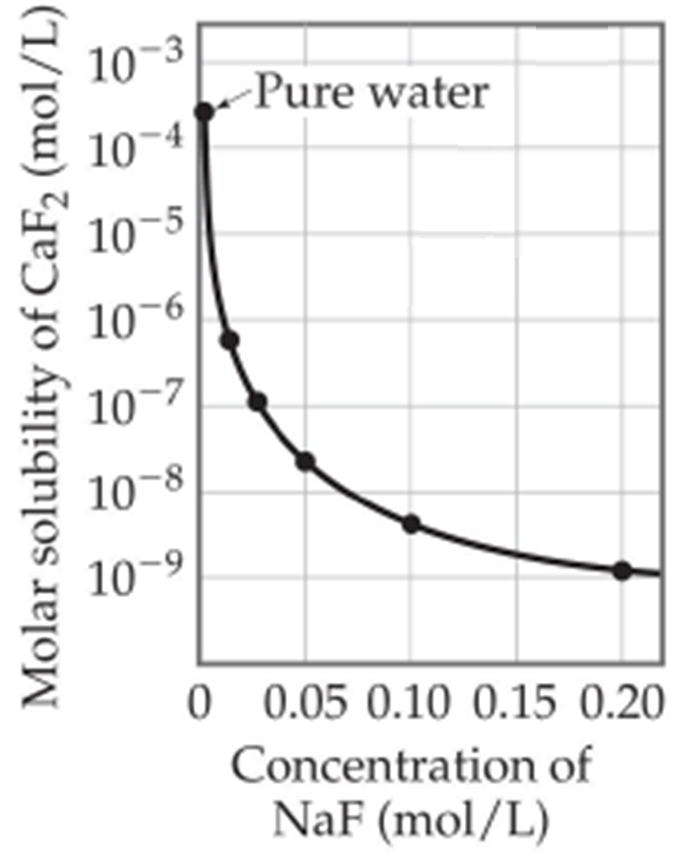 Molar solubility of CaF₂ (mol/L)
10⁻³
10⁻⁴
10⁻⁵
10⁻⁶
10⁻⁷
10⁻⁸
10⁻⁹
Pure water
0 0.05 0.10 0.15 0.20
Concentration of
NaF (mol/L)